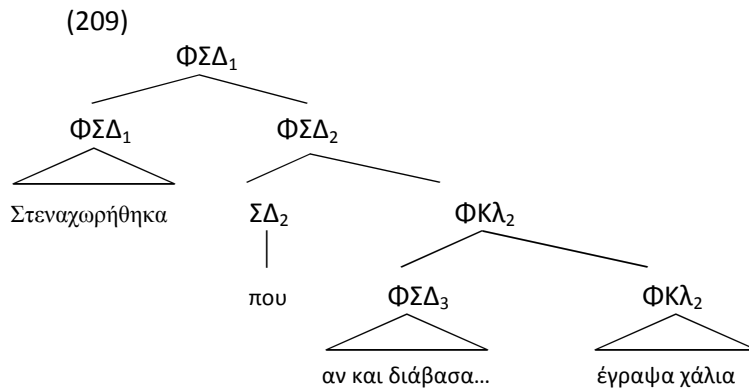 (209)
ΦΣΔ₁
ΦΣΔ₁ ΦΣΔ₂
Στεναχωρήθηκα ΣΔ₂ ΦΚλ₂
που ΦΣΔ₃ ΦΚλ₂
αν και διάβασα... έγραψα χάλια